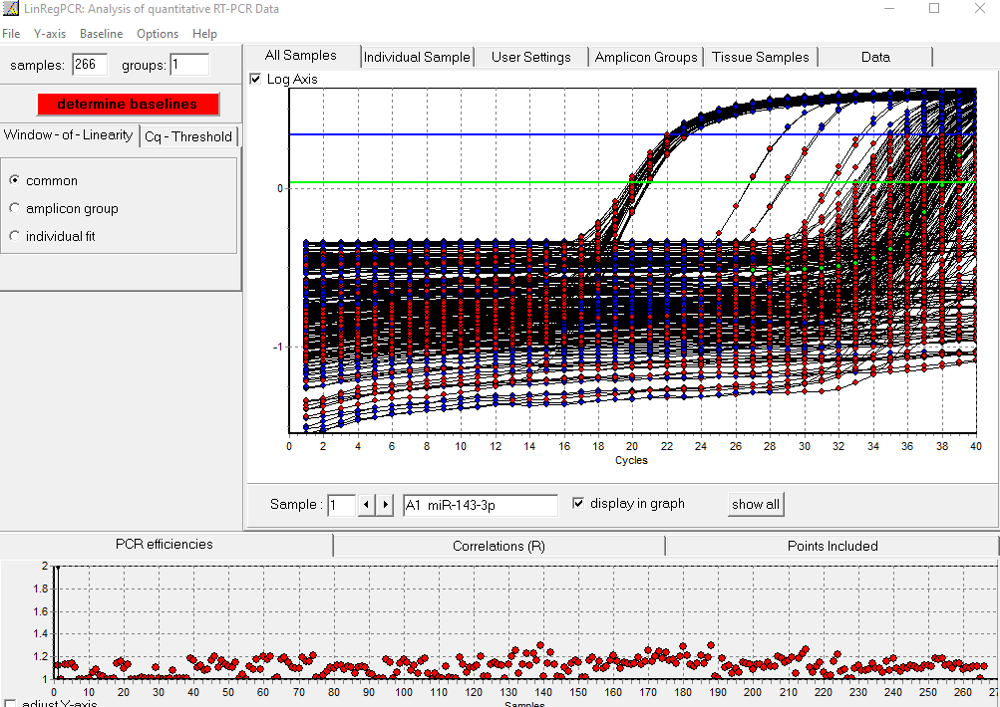 LinRegPCR: Analysis of quantitative RT-PCR Data
File Y-axis Baseline Options Help
samples: 266 groups: 1
determine baselines
Window - of - Linearity Cq - Threshold
common
amplicon group
individual fit
All Samples Individual Sample User Settings Amplicon Groups Tissue Samples Data
Log Axis
0
-1
0 2 4 6 8 10 12 14 16 18 20 22 24 26 28 30 32 34 36 38 40
Cycles
Sample : 1 A1 miR-143-3p display in graph show all
PCR efficiencies Correlations (R) Points Included
2
1.8
1.6
1.4
1.2
1
0 10 20 30 40 50 60 70 80 90 100 110 120 130 140 150 160 170 180 190 200 210 220 230 240 250 260 27
adjust Y-axis Samples